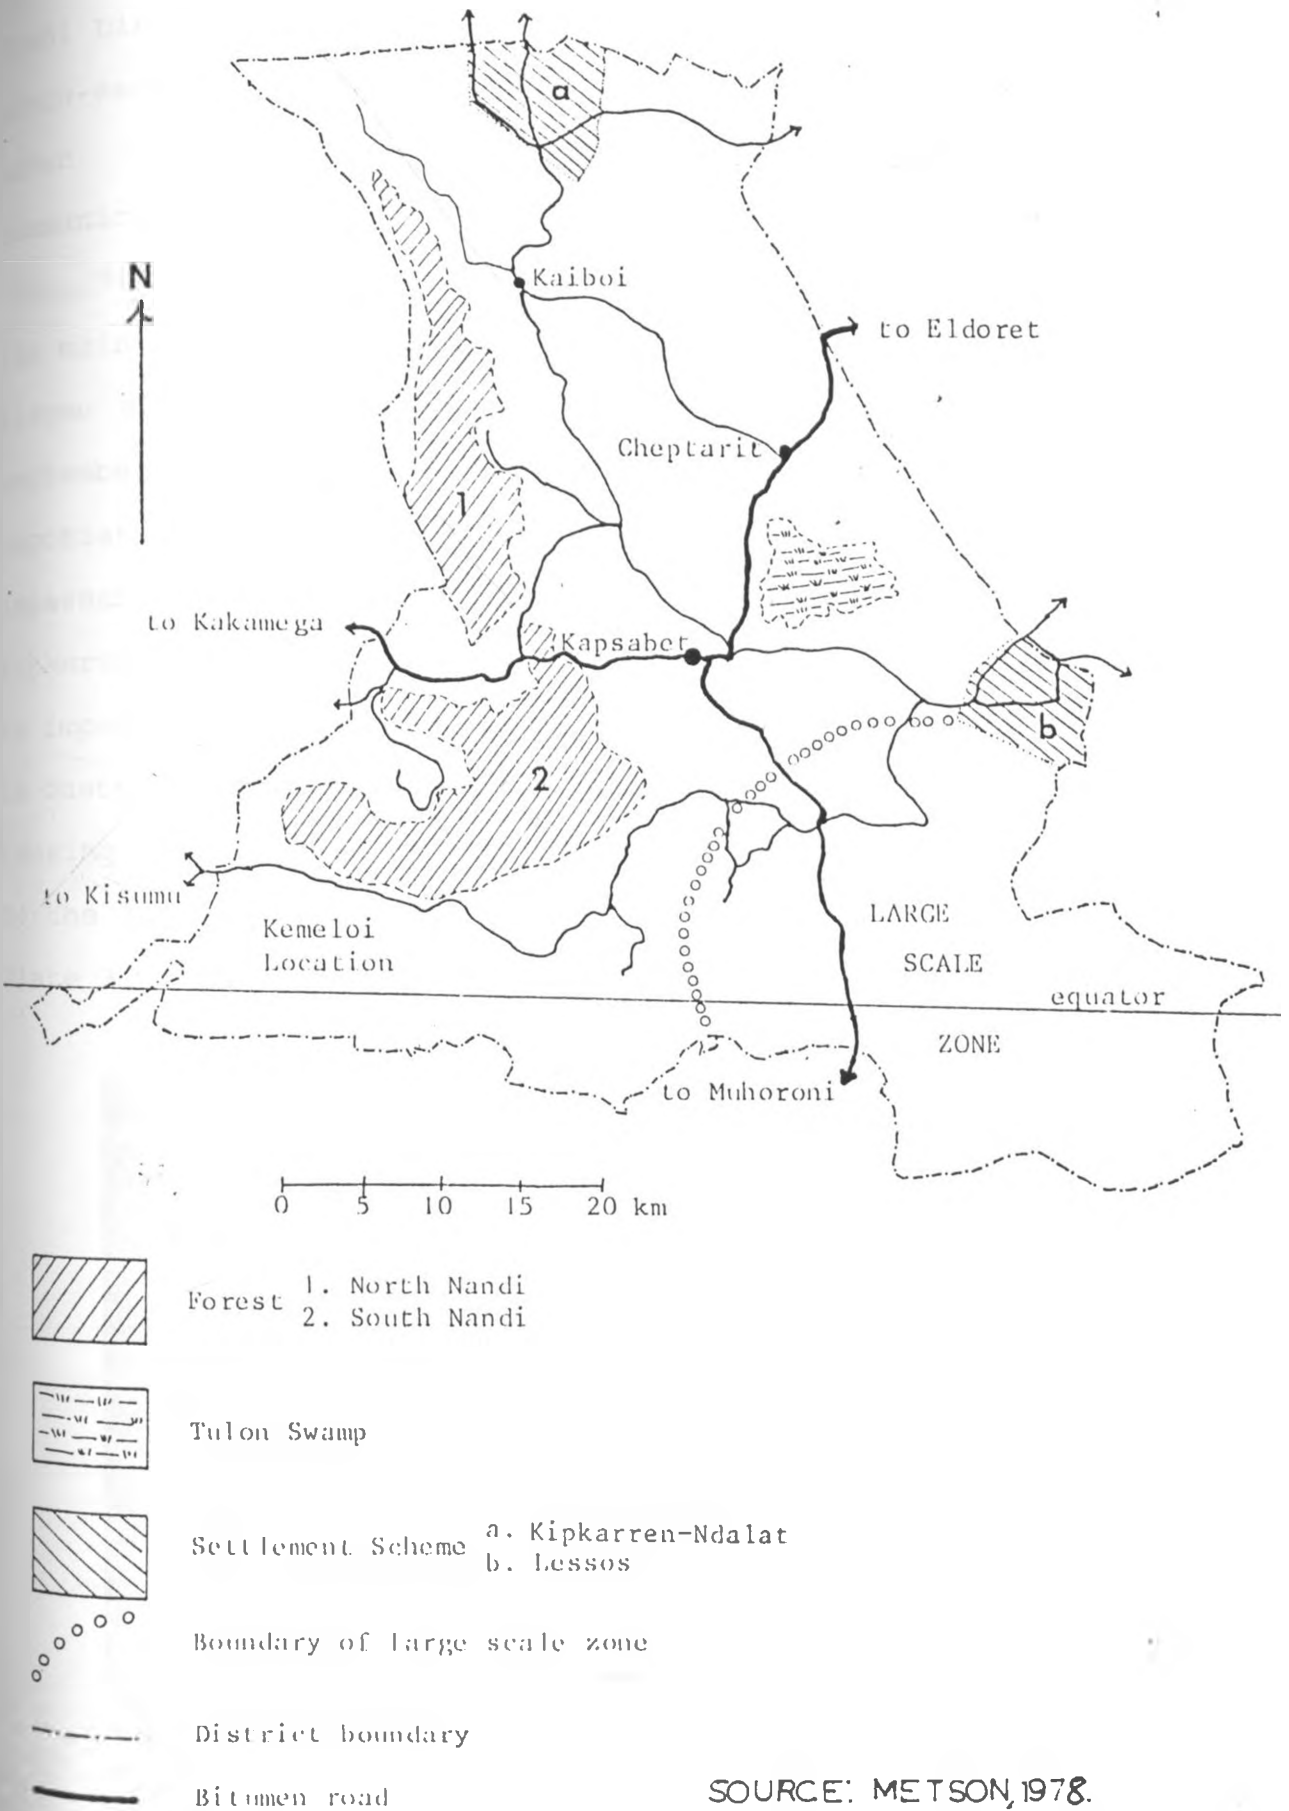 a
N
Kaiboi
to Eldoret
Cheptarit
1
to Kakamega
Kapsabet
b
2
to Kisumu
Kemeloi
Location
LARGE
SCALE
ZONE
equator
to Muhoroni
0 5 10 15 20 km
Forest 1. North Nandi
2. South Nandi
Tulon Swamp
Settlement Scheme a. Kipkarren-Ndalat
b. Lessos
Boundary of large scale zone
District boundary
Bitumen road
SOURCE: METSON, 1978.